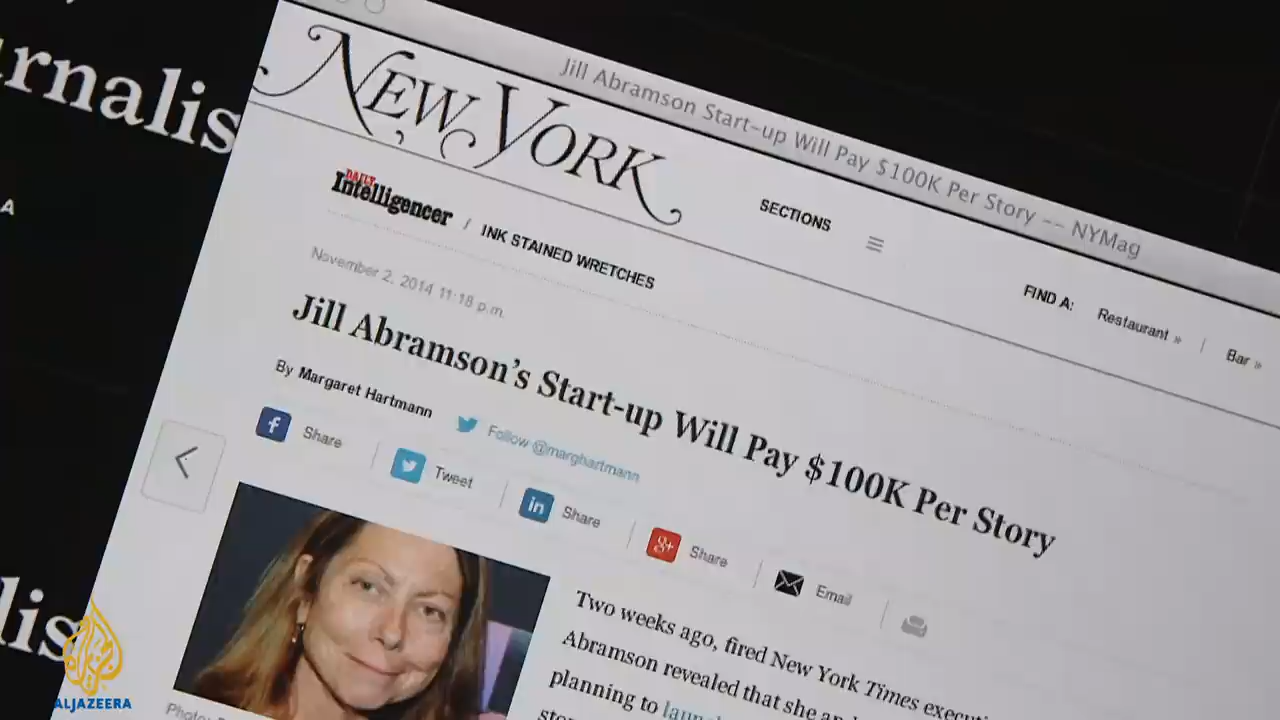 Jill Abramson Start-up Will Pay $100K Per Story -- NYMag
NEW YORK
SECTIONS
FIND A: Restaurant » | Bar »
DAILY
Intelligencer / INK STAINED WRETCHES
November 2, 2014 11:18 p.m.
Jill Abramson's Start-up Will Pay $100K Per Story
By Margaret Hartmann
Follow @marghartmann
Share
Tweet
Share
Share
Email
Two weeks ago, fired New York Times
Abramson revealed that she
planning to
Photo:
ALJAZEERA